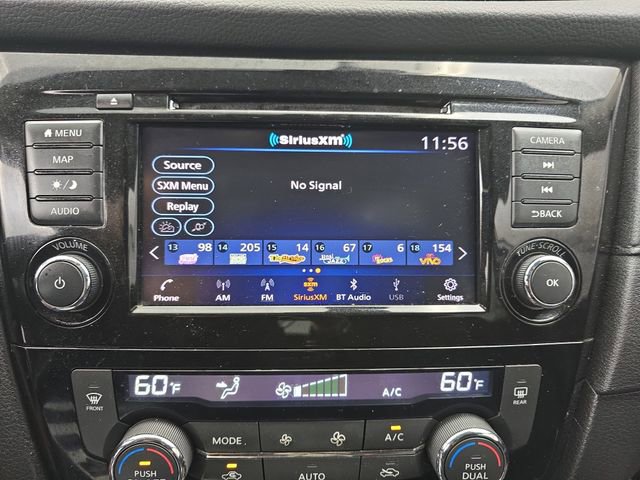 MENU
MAP
AUDIO
VOLUME
SiriusXM
11:56
Source
SXM Menu
Replay
No Signal
13 98 14 205 15 14 16 67 17 6 18 154
Phone AM FM SiriusXM BT Audio USB Settings
sxm
CAMERA
BACK
TUNE·SCROLL
OK
60°F A/C 60°F
FRONT
REAR
MODE
A/C
AUTO
PUSH
PUSH
DUAL